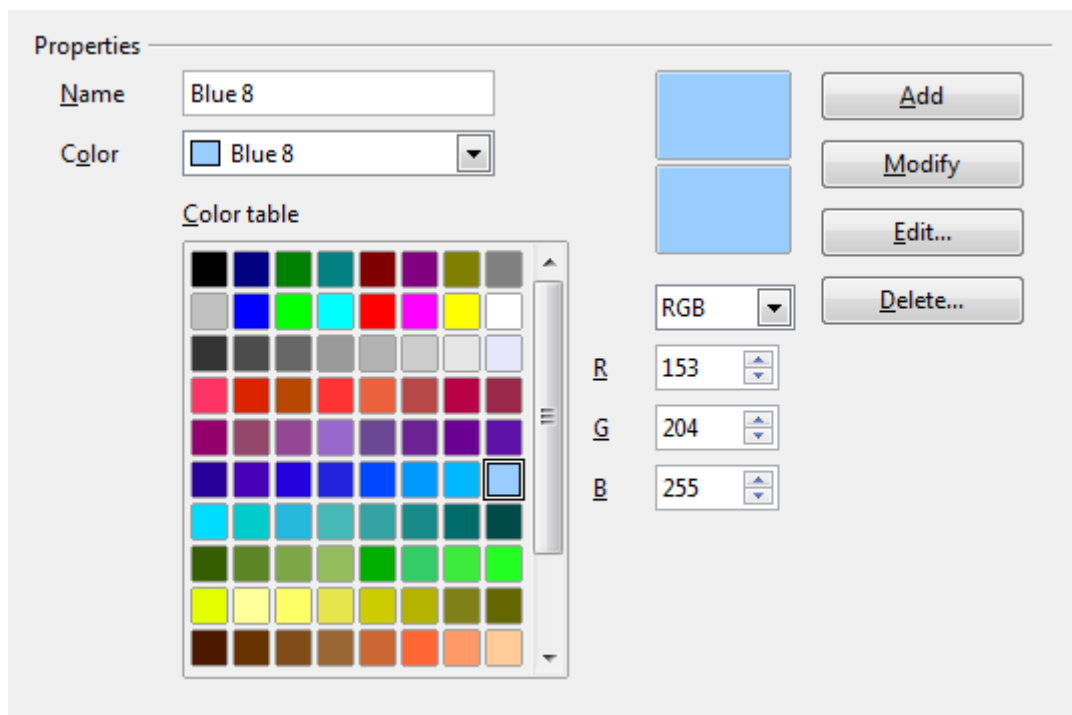 Properties
Name
Blue 8
Color
Blue 8
Color table
Add
Modify
Edit...
Delete...
RGB
R
153
G
204
B
255